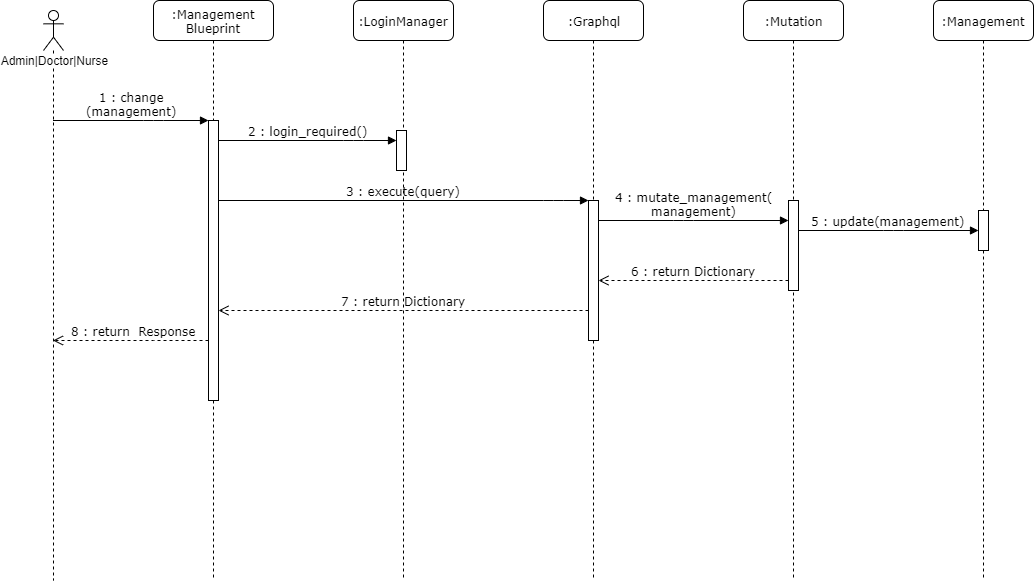 :Management
Blueprint
:LoginManager
:Graphql
:Mutation
:Management
Admin|Doctor|Nurse
1 : change
(management)
2 : login_required()
3 : execute(query)
4 : mutate_management(
management)
5 : update(management)
6 : return Dictionary
7 : return Dictionary
8 : return  Response